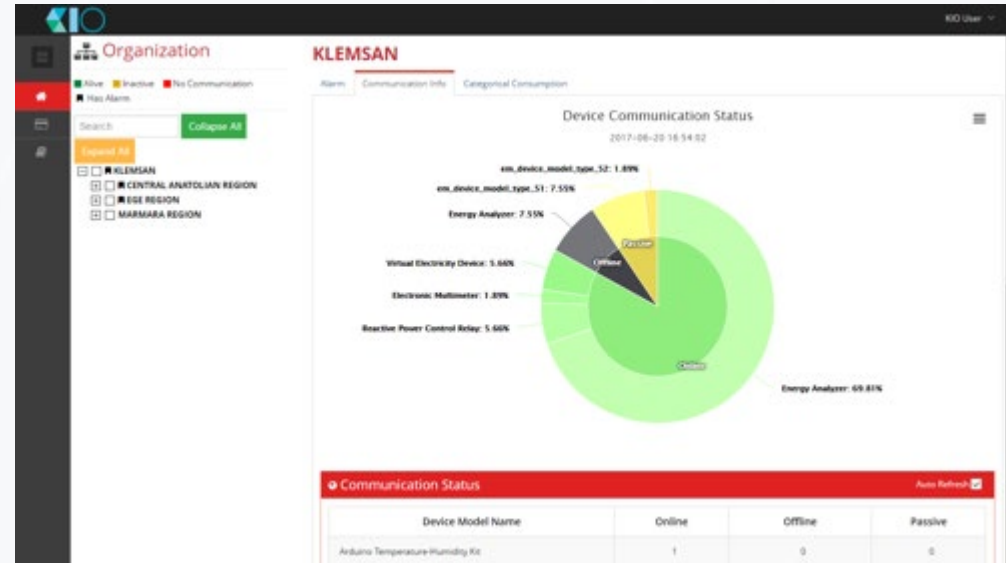 KIO
KIO User
Organization
Alive Inactive No Communication
Has Alarm
Search
Collapse All
Expand All
KLEMSAN
CENTRAL ANATOLIAN REGION
EGE REGION
MARMARA REGION
KLEMSAN
Alarm Communication Info Categorical Consumption
Device Communication Status
2017-06-20 16:54:02
em_device_model_type_52: 1.89%
em_device_model_type_51: 7.55%
Energy Analyzer: 7.55%
Virtual Electricity Device: 5.66%
Electronic Multimeter: 1.89%
Reactive Power Control Relay: 5.66%
Passive
Offline
Online
Energy Analyzer: 69.81%
Communication Status
Auto Refresh
Device Model Name Online Offline Passive
Arduino Temperature-Humidity Kit 1 0 0